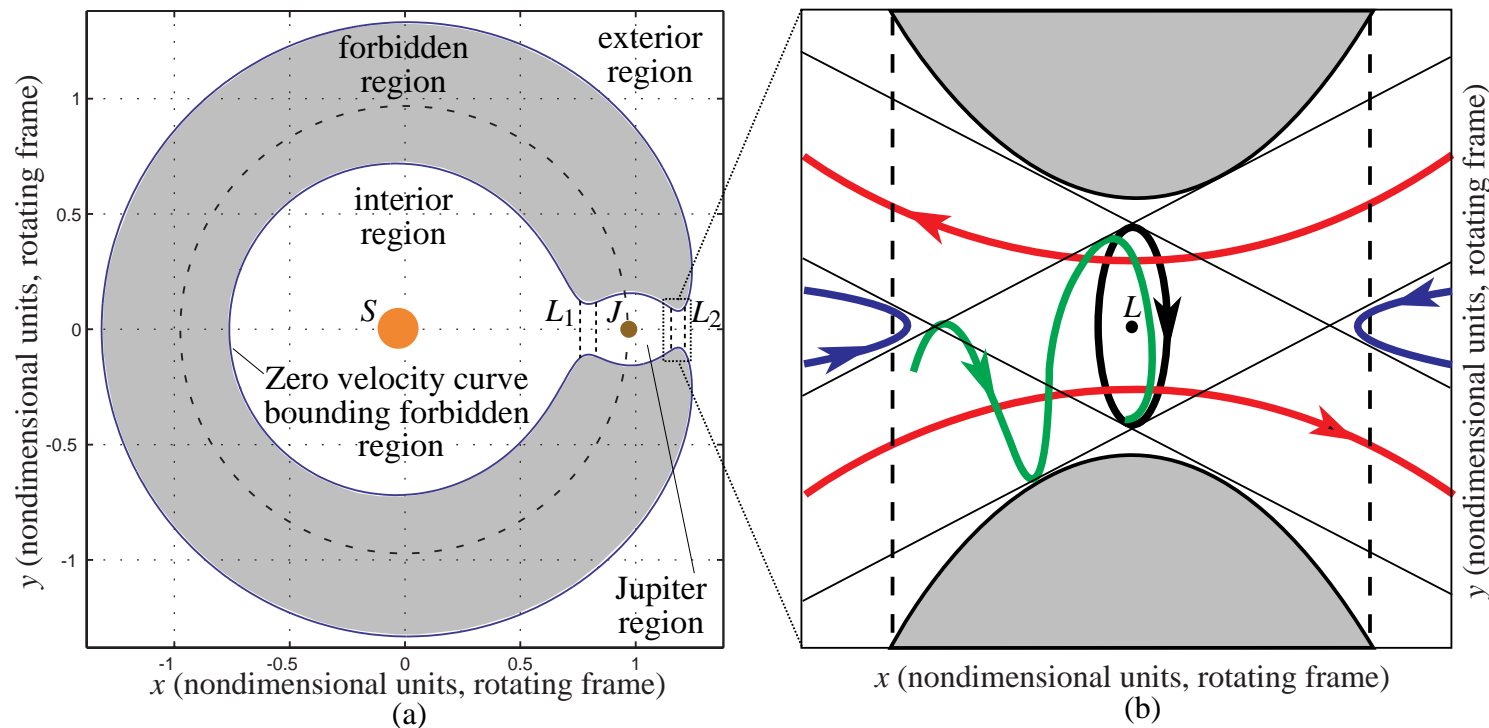 forbidden
region
exterior
region
interior
region
S
L1
J
L2
Zero velocity curve
bounding forbidden
region
Jupiter
region
1
0.5
0
-0.5
-1
-1
-0.5
0
0.5
1
y (nondimensional units, rotating frame)
x (nondimensional units, rotating frame)
(a)
L
y (nondimensional units, rotating frame)
x (nondimensional units, rotating frame)
(b)